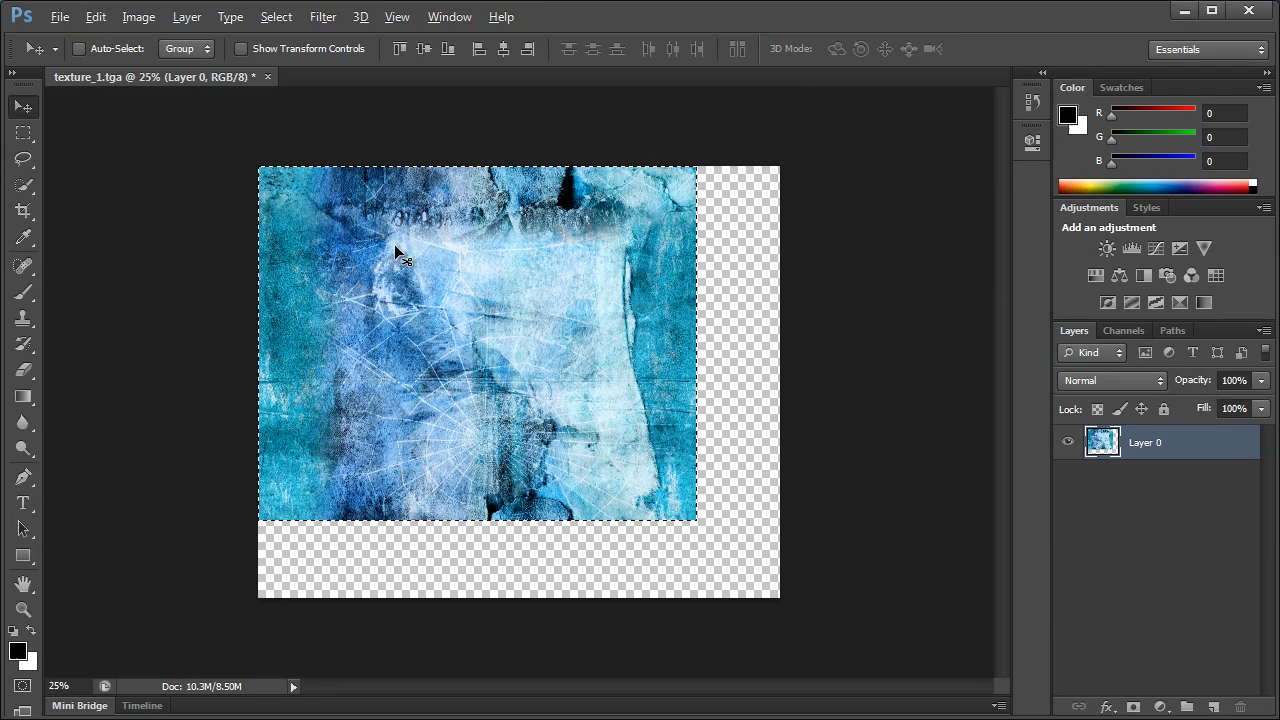 Ps File Edit Image Layer Type Select Filter 3D View Window Help
Auto-Select: Group Show Transform Controls 3D Mode: Essentials
texture_1.tga @ 25% (Layer 0, RGB/8) * ×
Color Swatches
R 0
G 0
B 0
Adjustments Styles
Add an adjustment
Layers Channels Paths
Kind
Normal Opacity: 100%
Lock: Fill: 100%
Layer 0
25% Doc: 10.3M/8.50M
Mini Bridge Timeline